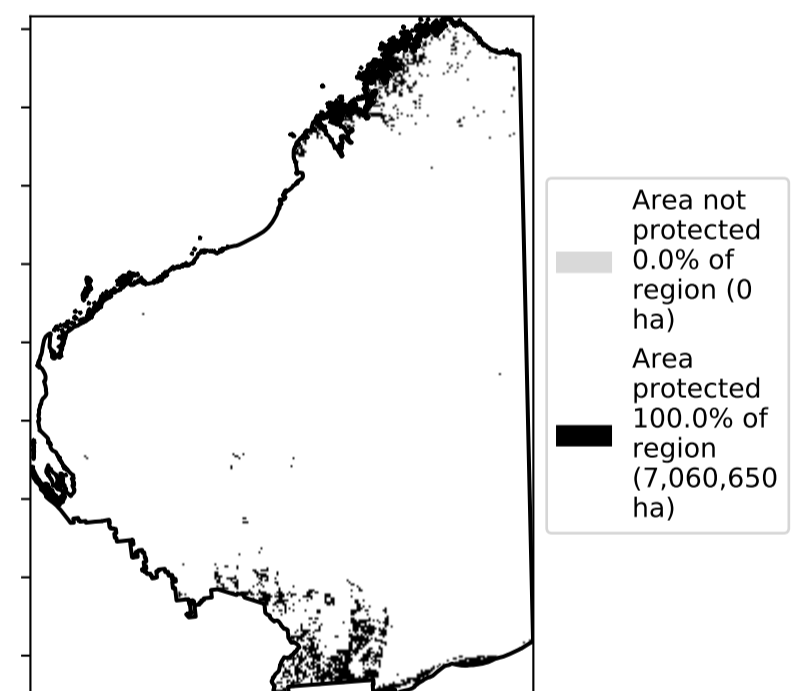 Area not
protected
0.0% of
region (0
ha)
Area
protected
100.0% of
region
(7,060,650
ha)